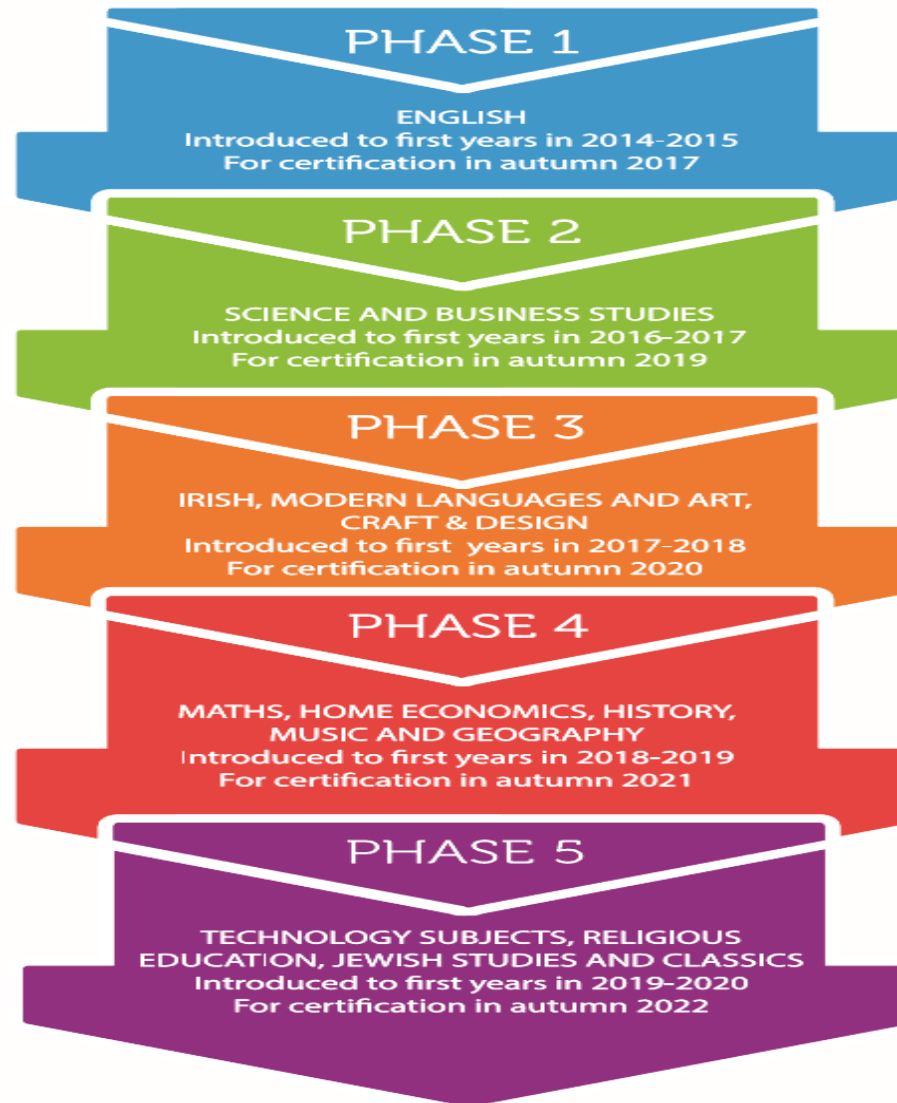 PHASE 1
ENGLISH
Introduced to first years in 2014-2015
For certification in autumn 2017
PHASE 2
SCIENCE AND BUSINESS STUDIES
Introduced to first years in 2016-2017
For certification in autumn 2019
PHASE 3
IRISH, MODERN LANGUAGES AND ART,
CRAFT & DESIGN
Introduced to first years in 2017-2018
For certification in autumn 2020
PHASE 4
MATHS, HOME ECONOMICS, HISTORY,
MUSIC AND GEOGRAPHY
Introduced to first years in 2018-2019
For certification in autumn 2021
PHASE 5
TECHNOLOGY SUBJECTS, RELIGIOUS
EDUCATION, JEWISH STUDIES AND CLASSICS
Introduced to first years in 2019-2020
For certification in autumn 2022